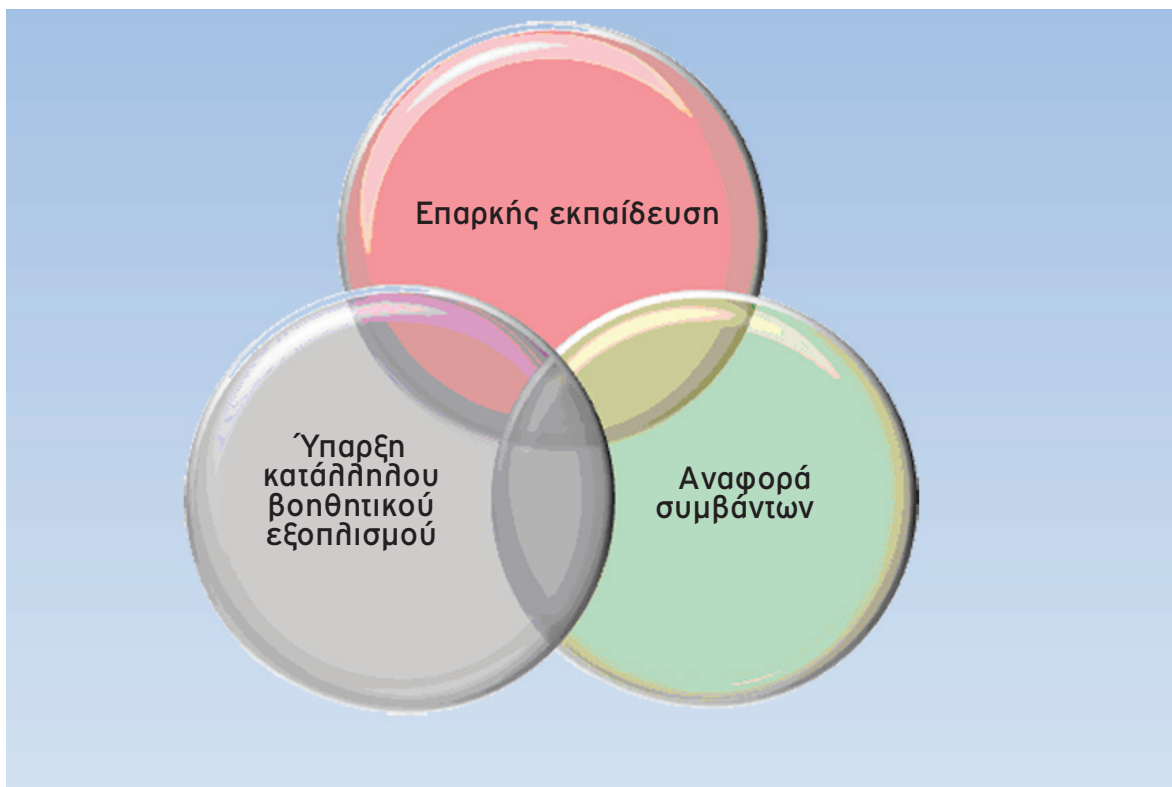 Επαρκής εκπαίδευση
Ύπαρξη
κατάλληλου
βοηθητικού
εξοπλισμού
Αναφορά
συμβάντων